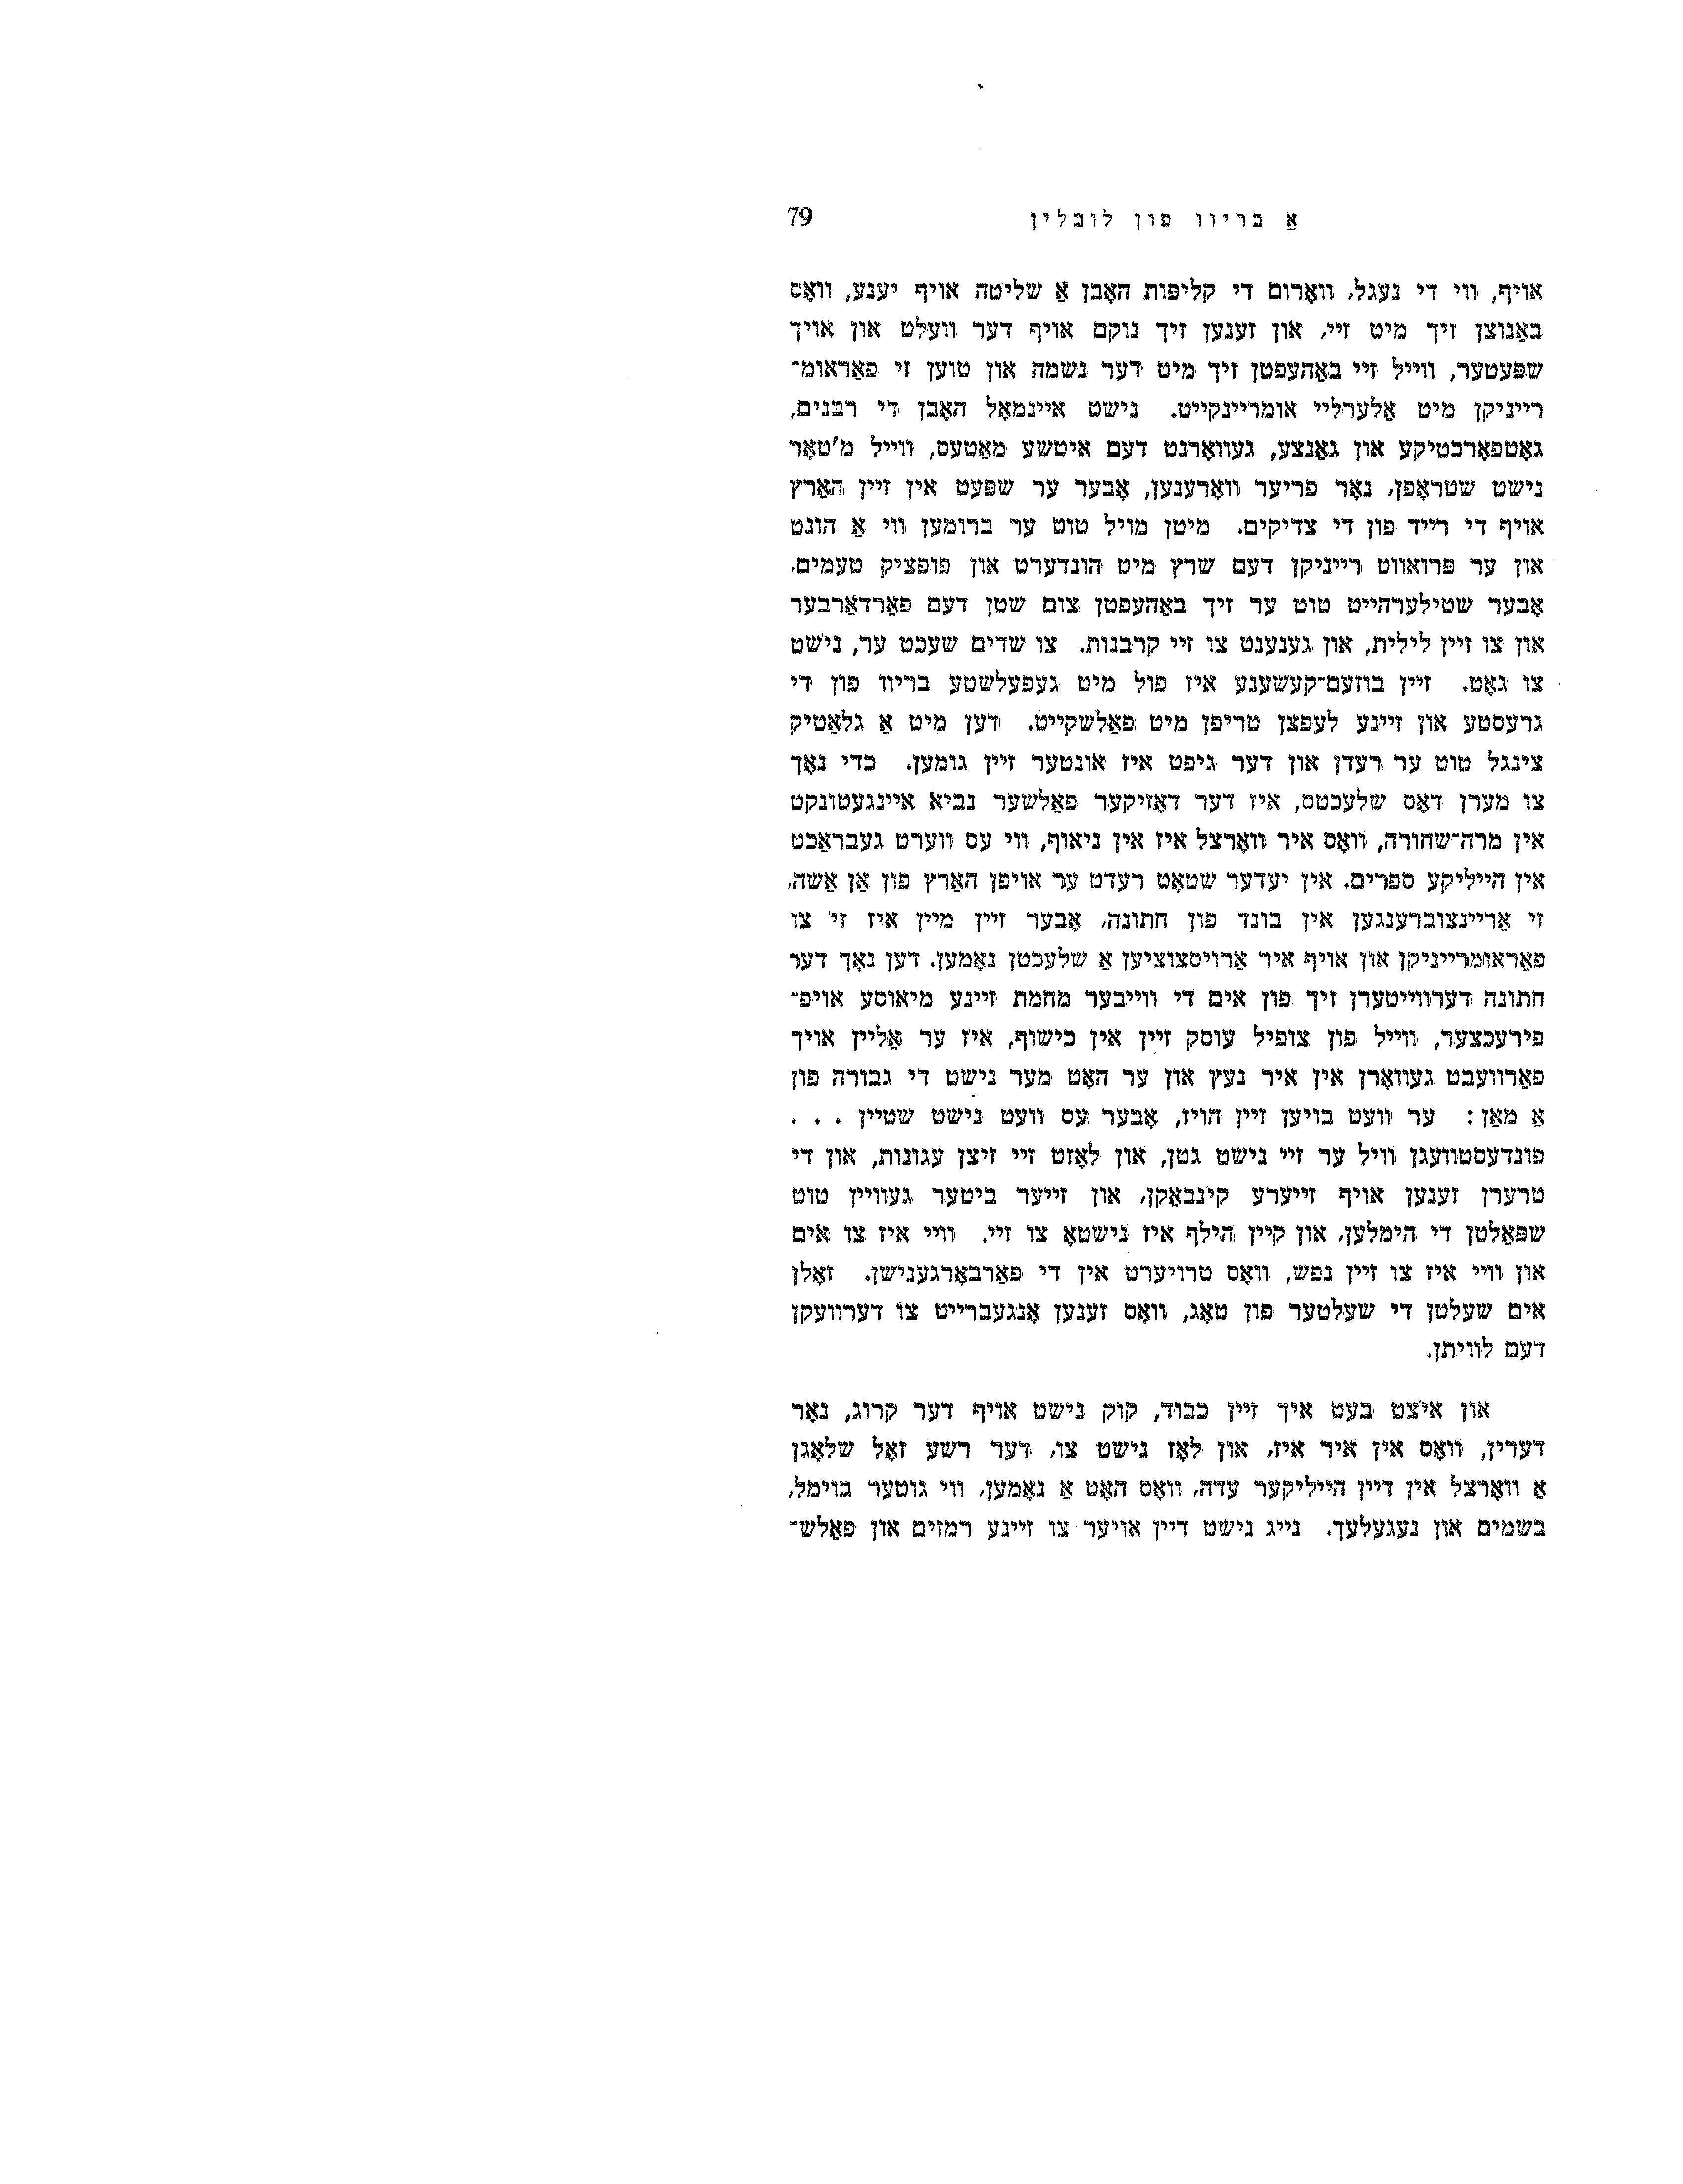 אַ בריוו פון לובלין 79
אויף, ווי די נעגל, וואָרום די קליפּות האָבן אַ שליטה אויף יענע, וואָס
באַנוצן זיך מיט זיי, און זענען זיך נוקם אויף דער וועלט און אויך
שפּעטער, ווייל זיי באַהעפטן זיך מיט דער נשמה און טוען זי פאַראומ־
רייניקן מיט אַלערליי אומריינקייט. נישט איינמאָל האָבן די רבנים,
גאָטפאָרכטיקע און גאַנצע, געוואָרנט דעם איטשע מאַטעס, ווייל מ'טאָר
נישט שטראָפן, נאָר פריער וואָרענען, אָבער ער שפּעט אין זיין האַרץ
אויף די רייד פון די צדיקים. מיטן מויל טוט ער ברומען ווי אַ הונט
און ער פּרואווט רייניקן דעם שרץ מיט הונדערט און פופציק טעמים,
אָבער שטילערהייט טוט ער זיך באַהעפטן צום שטן דעם פאַרדאַרבער
און צו זיין לילית, און גענענט צו זיי קרבנות. צו שדים שעכט ער, נישט
צו גאָט. זיין בוזעם־קעשענע איז פול מיט געפעלשטע בריוו פון די
גרעסטע און זיינע לעפצן טריפן מיט פאַלשקייט. דען מיט אַ גלאַטיק
צינגל טוט ער רעדן און דער גיפט איז אונטער זיין גומען. כדי נאָך
צו מערן דאָס שלעכטס, איז דער דאָזיקער פאַלשער נביא איינגעטונקט
אין מרה־שחורה, וואָס איר וואָרצל איז אין ניאוף, ווי עס ווערט געבראַכט
אין הייליקע ספרים. אין יעדער שטאָט רעדט ער אויפן האַרץ פון אַן אַשה,
זי אַריינצוברענגען אין בונד פון חתונה, אָבער זיין מיין איז זי צו
פאַראומרייניקן און אויף איר אַרויסצוציען אַ שלעכטן נאָמען. דען נאָך דער
חתונה דערווייטערן זיך פון אים די ווייבער מחמת זיינע מיאוסע אויפ־
פירעכצער, ווייל פון צופיל עוסק זיין אין כישוף, איז ער אַליין אויך
פאַרוועבט געוואָרן אין איר נעץ און ער האָט מער נישט די גבורה פון
אַ מאַן: ער וועט בויען זיין הויז, אָבער עס וועט נישט שטיין . . .
פונדעסטוועגן וויל ער זיי נישט גטן, און לאָזט זיי זיצן עגונות, און די
טרערן זענען אויף זייערע קינבאַקן, און זייער ביטער געוויין טוט
שפּאַלטן די הימלען, און קיין הילף איז נישטאָ צו זיי. וויי איז צו אים
און וויי איז צו זיין נפש, וואָס טרויערט אין די פאַרבאָרגענישן. זאָלן
אים שעלטן די שעלטער פון טאָג, וואָס זענען אָנגעברייט צו דערוועקן
דעם לוויתן.
און איצט בעט איך זיין כבוד, קוק נישט אויף דער קרוג, נאָר
דערין, וואָס אין איר איז, און לאָז נישט צו, דער רשע זאָל שלאָגן
אַ וואָרצל אין דיין הייליקער עדה, וואָס האָט אַ נאָמען, ווי גוטער בוימל,
בשמים און נעגעלעך. נייג נישט דיין אויער צו זיינע רמזים און פאַלש־